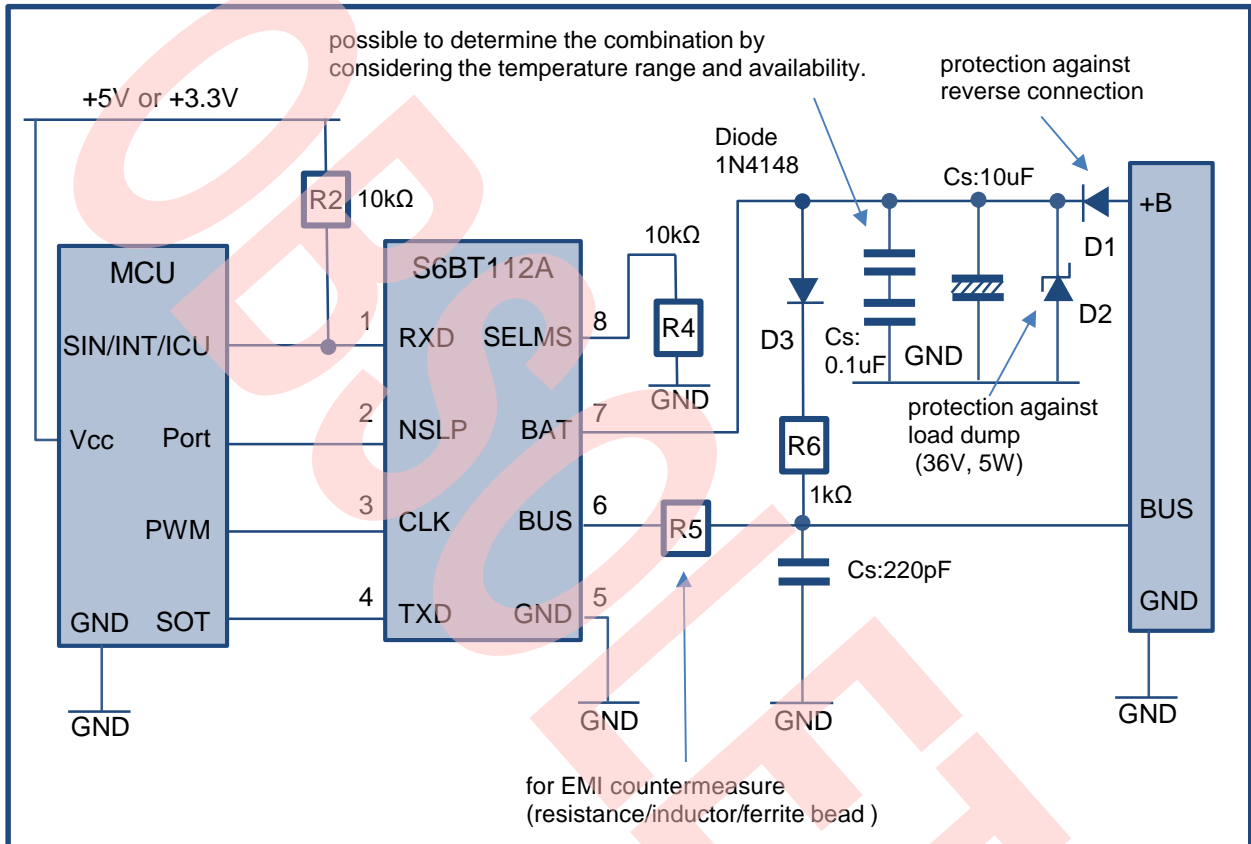 possible to determine the combination by
considering the temperature range and availability.
protection against
reverse connection
+5V or +3.3V
Diode
1N4148
Cs:10uF
+B
D1
R2
10kΩ
MCU
S6BT112A
10kΩ
SIN/INT/ICU
1
RXD
SELMS
8
R4
GND
D3
Cs:
0.1uF
GND
D2
protection against
load dump
(36V, 5W)
Vcc
Port
2
NSLP
BAT
7
R6
1kΩ
PWM
3
CLK
BUS
6
R5
BUS
Cs:220pF
GND
SOT
4
TXD
GND
5
GND
GND
GND
GND
GND
for EMI countermeasure
(resistance/inductor/ferrite bead )
OBSOLETE